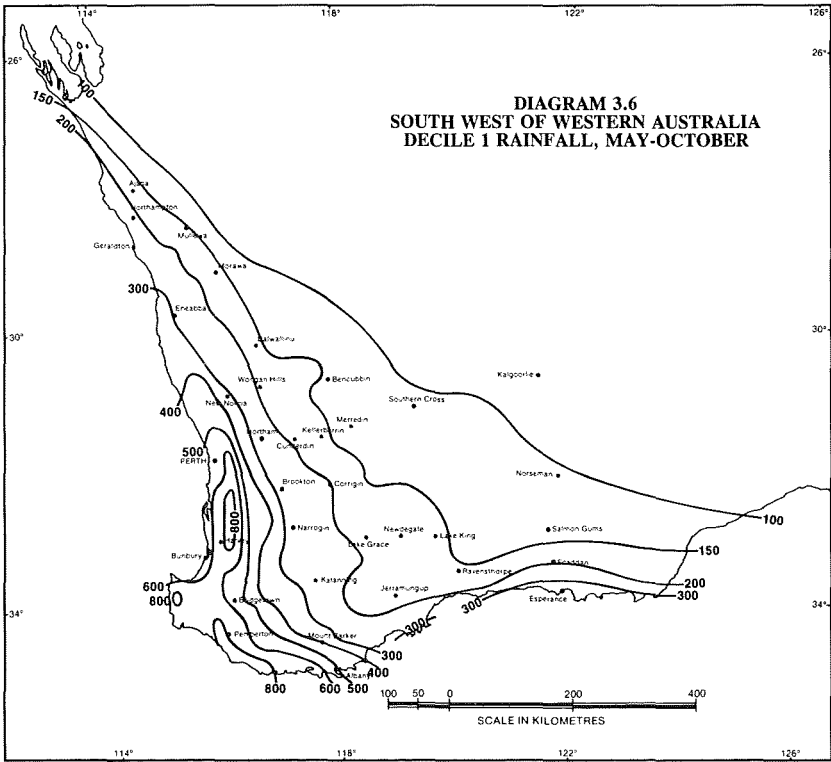 114°
118°
122°
126°
26°
26°
DIAGRAM 3.6
SOUTH WEST OF WESTERN AUSTRALIA
DECILE 1 RAINFALL, MAY-OCTOBER
150
100
200
Ajana
Northampton
Mullewa
Geraldton
Morawa
300
Eneabba
30°
30°
Dalwallinu
Kalgoorlie
Wongan Hills
Bencubbin
400
New Norcia
Southern Cross
Merredin
Northam
Kellerberrin
Cunderdin
500
PERTH
Norseman
Brookton
Corrigin
800
100
Narrogin
Newdegate
Salmon Gums
Lake Grace
Lake King
Harvey
150
Bunbury
Scaddan
Ravensthorpe
Katanning
600
200
800
Bridgetown
Jerramungup
300
Esperance
300
34°
34°
300
Pemberton
Mount Barker
300
400
Albany
800
600
500
100
50
0
200
400
SCALE IN KILOMETRES
114°
118°
122°
126°